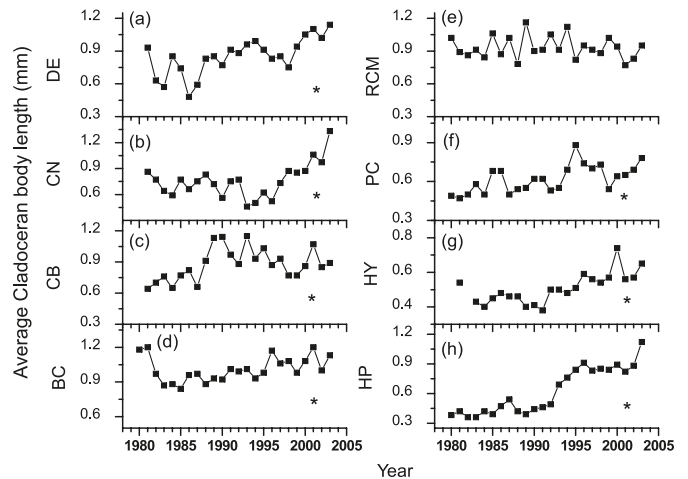 Average Cladoceran body length (mm)
(a)
DE
1.2
0.9
0.6
0.3
*
(b)
CN
1.2
0.9
0.6
0.3
*
(c)
CB
1.2
0.9
0.6
0.3
*
(d)
BC
1.2
0.9
0.6
*
1980 1985 1990 1995 2000 2005
(e)
RCM
1.2
0.9
0.6
0.3
(f)
PC
0.9
0.6
0.3
*
(g)
HY
0.8
0.6
0.4
*
(h)
HP
1.2
0.9
0.6
0.3
*
1980 1985 1990 1995 2000 2005
Year